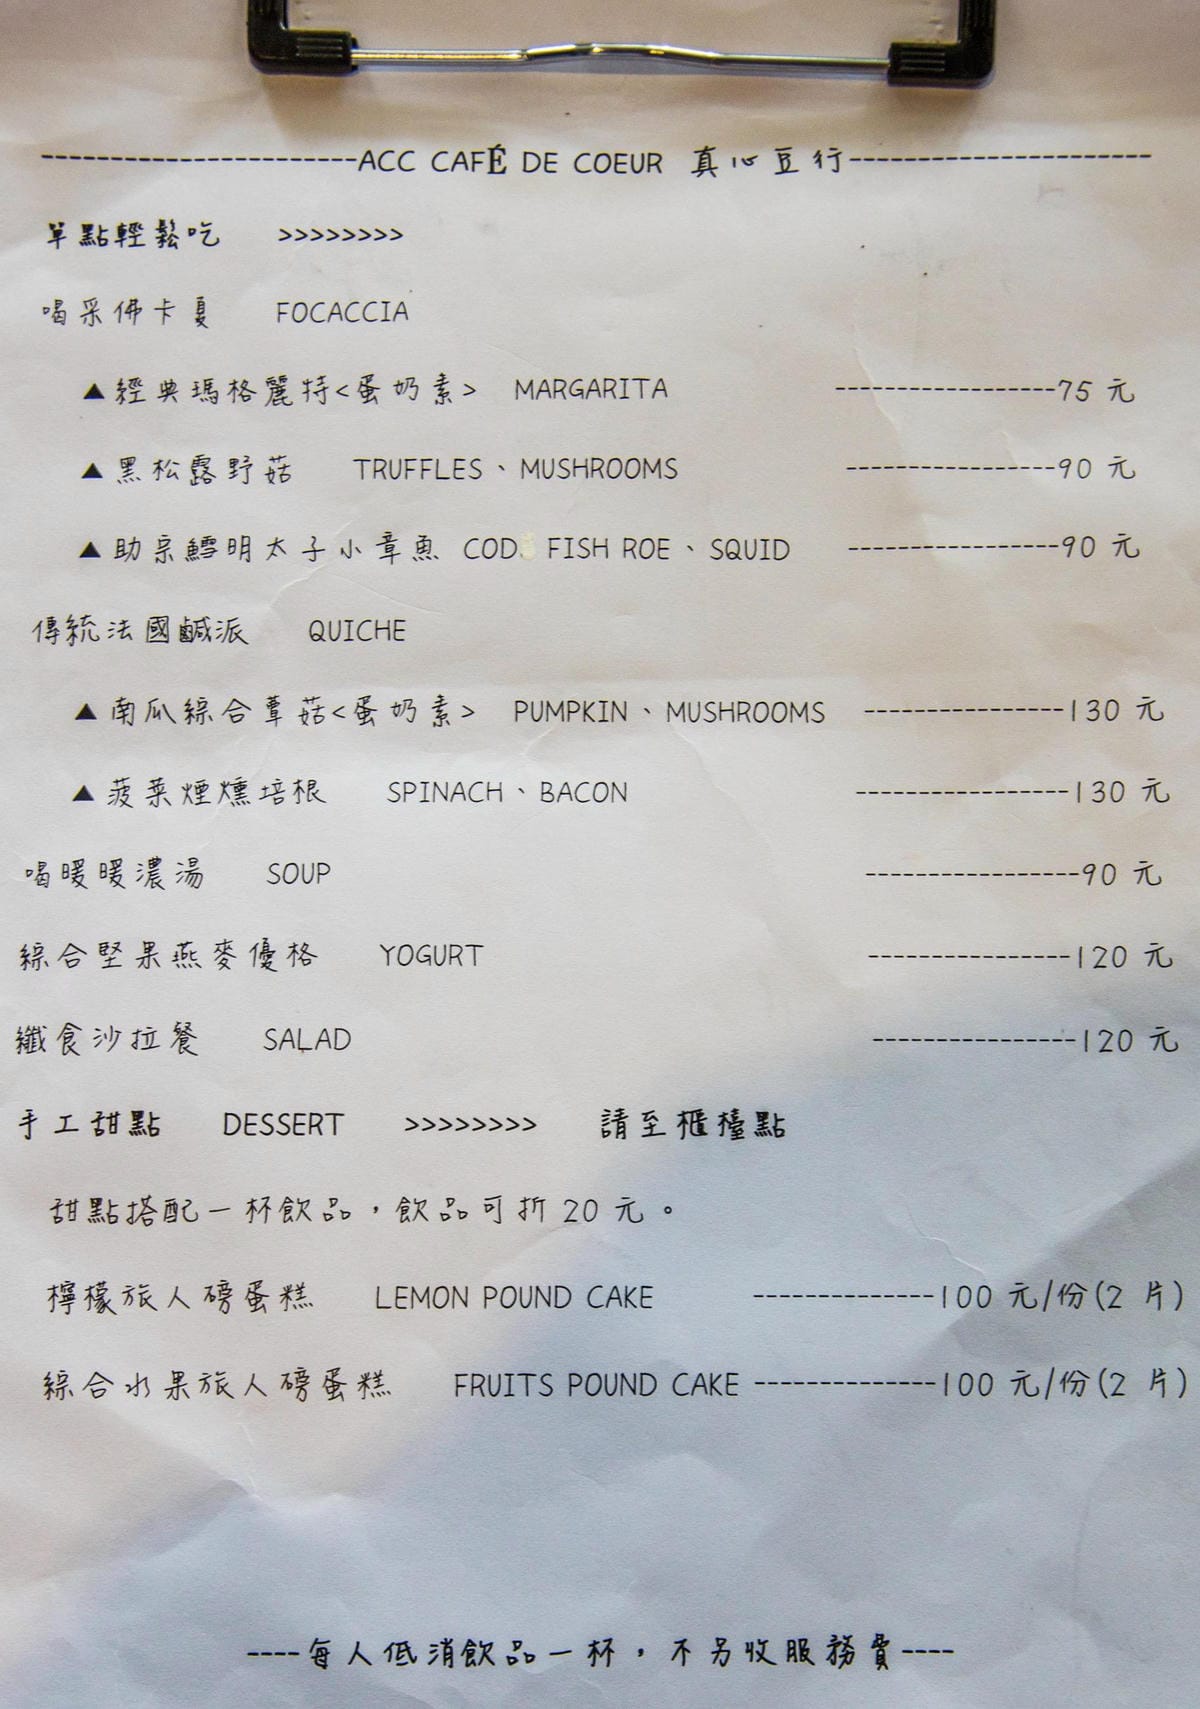 ----------------------ACC CAFÉ DE COEUR 真心豆行---------------------
單點輕鬆吃 >>>>>>>>
喝采佛卡夏 FOCACCIA
▲經典瑪格麗特<蛋奶素> MARGARITA -----------------75 元
▲黑松露野菇 TRUFFLES、MUSHROOMS ----------------90 元
▲助宗鱈明太子小章魚 COD FISH ROE、SQUID ----------------90 元
傳統法國鹹派 QUICHE
▲南瓜綜合蕈菇<蛋奶素> PUMPKIN、MUSHROOMS ---------------130 元
▲菠菜煙燻培根 SPINACH、BACON ----------------130 元
喝暖暖濃湯 SOUP ----------------90 元
綜合堅果燕麥優格 YOGURT ---------------120 元
纖食沙拉餐 SALAD ---------------120 元
手工甜點 DESSERT >>>>>>>> 請至櫃檯點
甜點搭配一杯飲品，飲品可折 20 元。
檸檬旅人磅蛋糕 LEMON POUND CAKE --------------100 元/份(2 片)
綜合水果旅人磅蛋糕 FRUITS POUND CAKE --------------100 元/份(2 片)
----每人低消飲品一杯，不另收服務費----